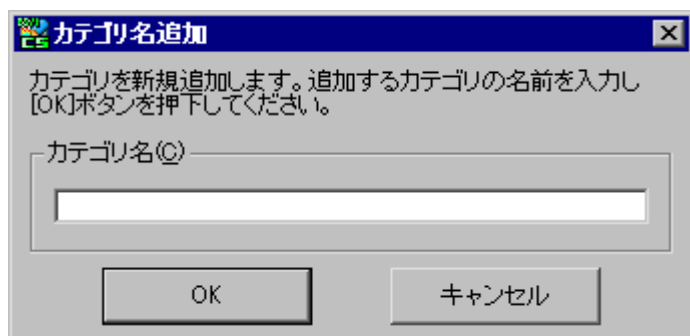 カテゴリ名追加
カテゴリを新規追加します。追加するカテゴリの名前を入力し
[OK]ボタンを押下してください。
カテゴリ名(C)
OK
キャンセル